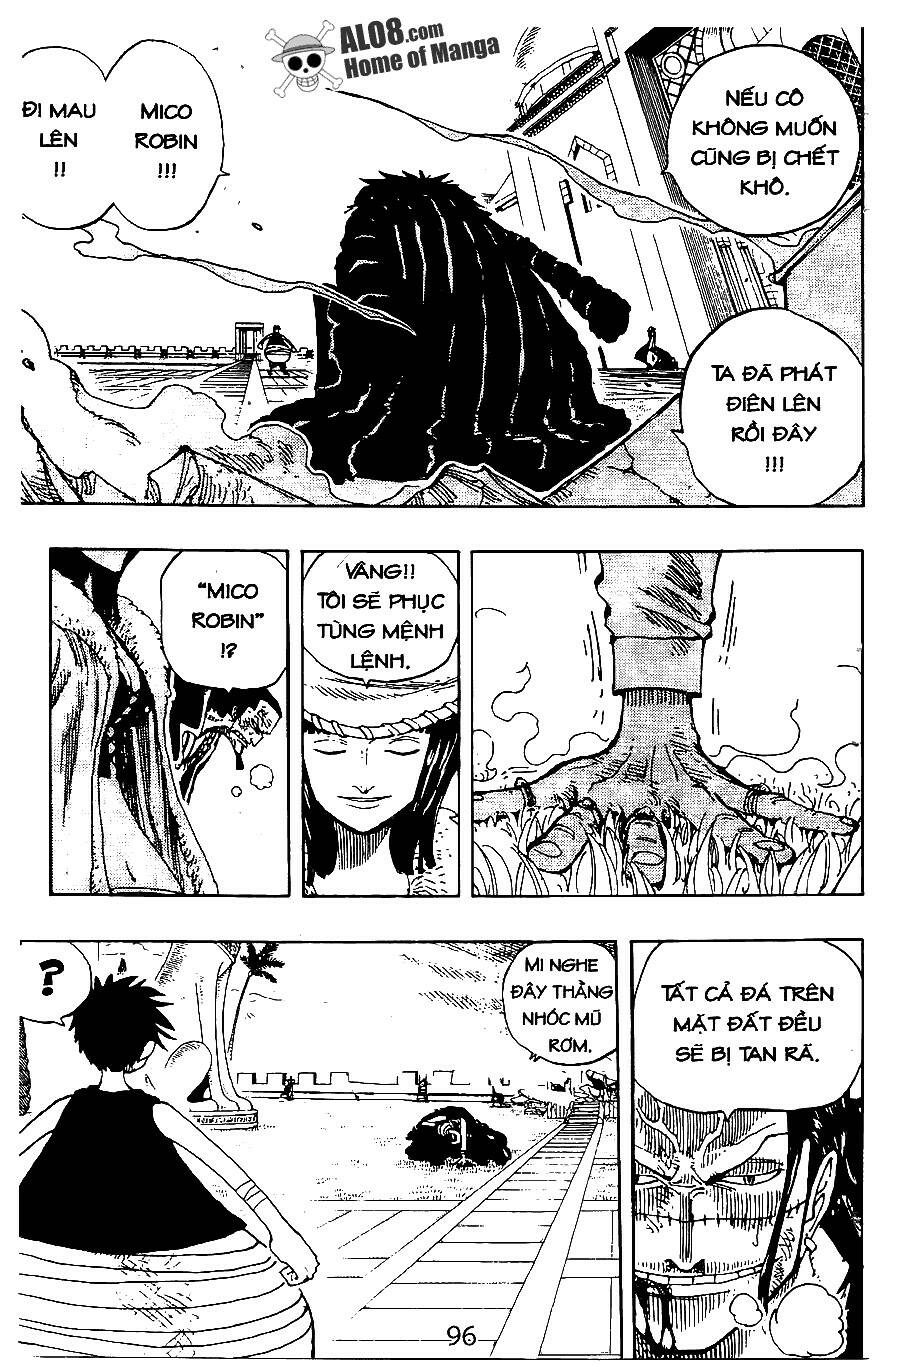 AL08.com
Home of Manga
NẾU CÔ
KHÔNG MUỐN
CŨNG BỊ CHẾT
KHÔ.
MICO
ROBIN
!!!
ĐI MAU
LÊN
!!
TA ĐÃ PHÁT
ĐIÊN LÊN
RỒI ĐÂY
!!!
VÂNG!!
TÔI SẼ PHỤC
TÙNG MỆNH
LỆNH.
“MICO
ROBIN”
!?
TẤT CẢ ĐÁ TRÊN
MẶT ĐẤT ĐỀU
SẼ BỊ TAN RÃ.
MI NGHE
ĐÂY THẰNG
NHÓC MŨ
RƠM.
?
96